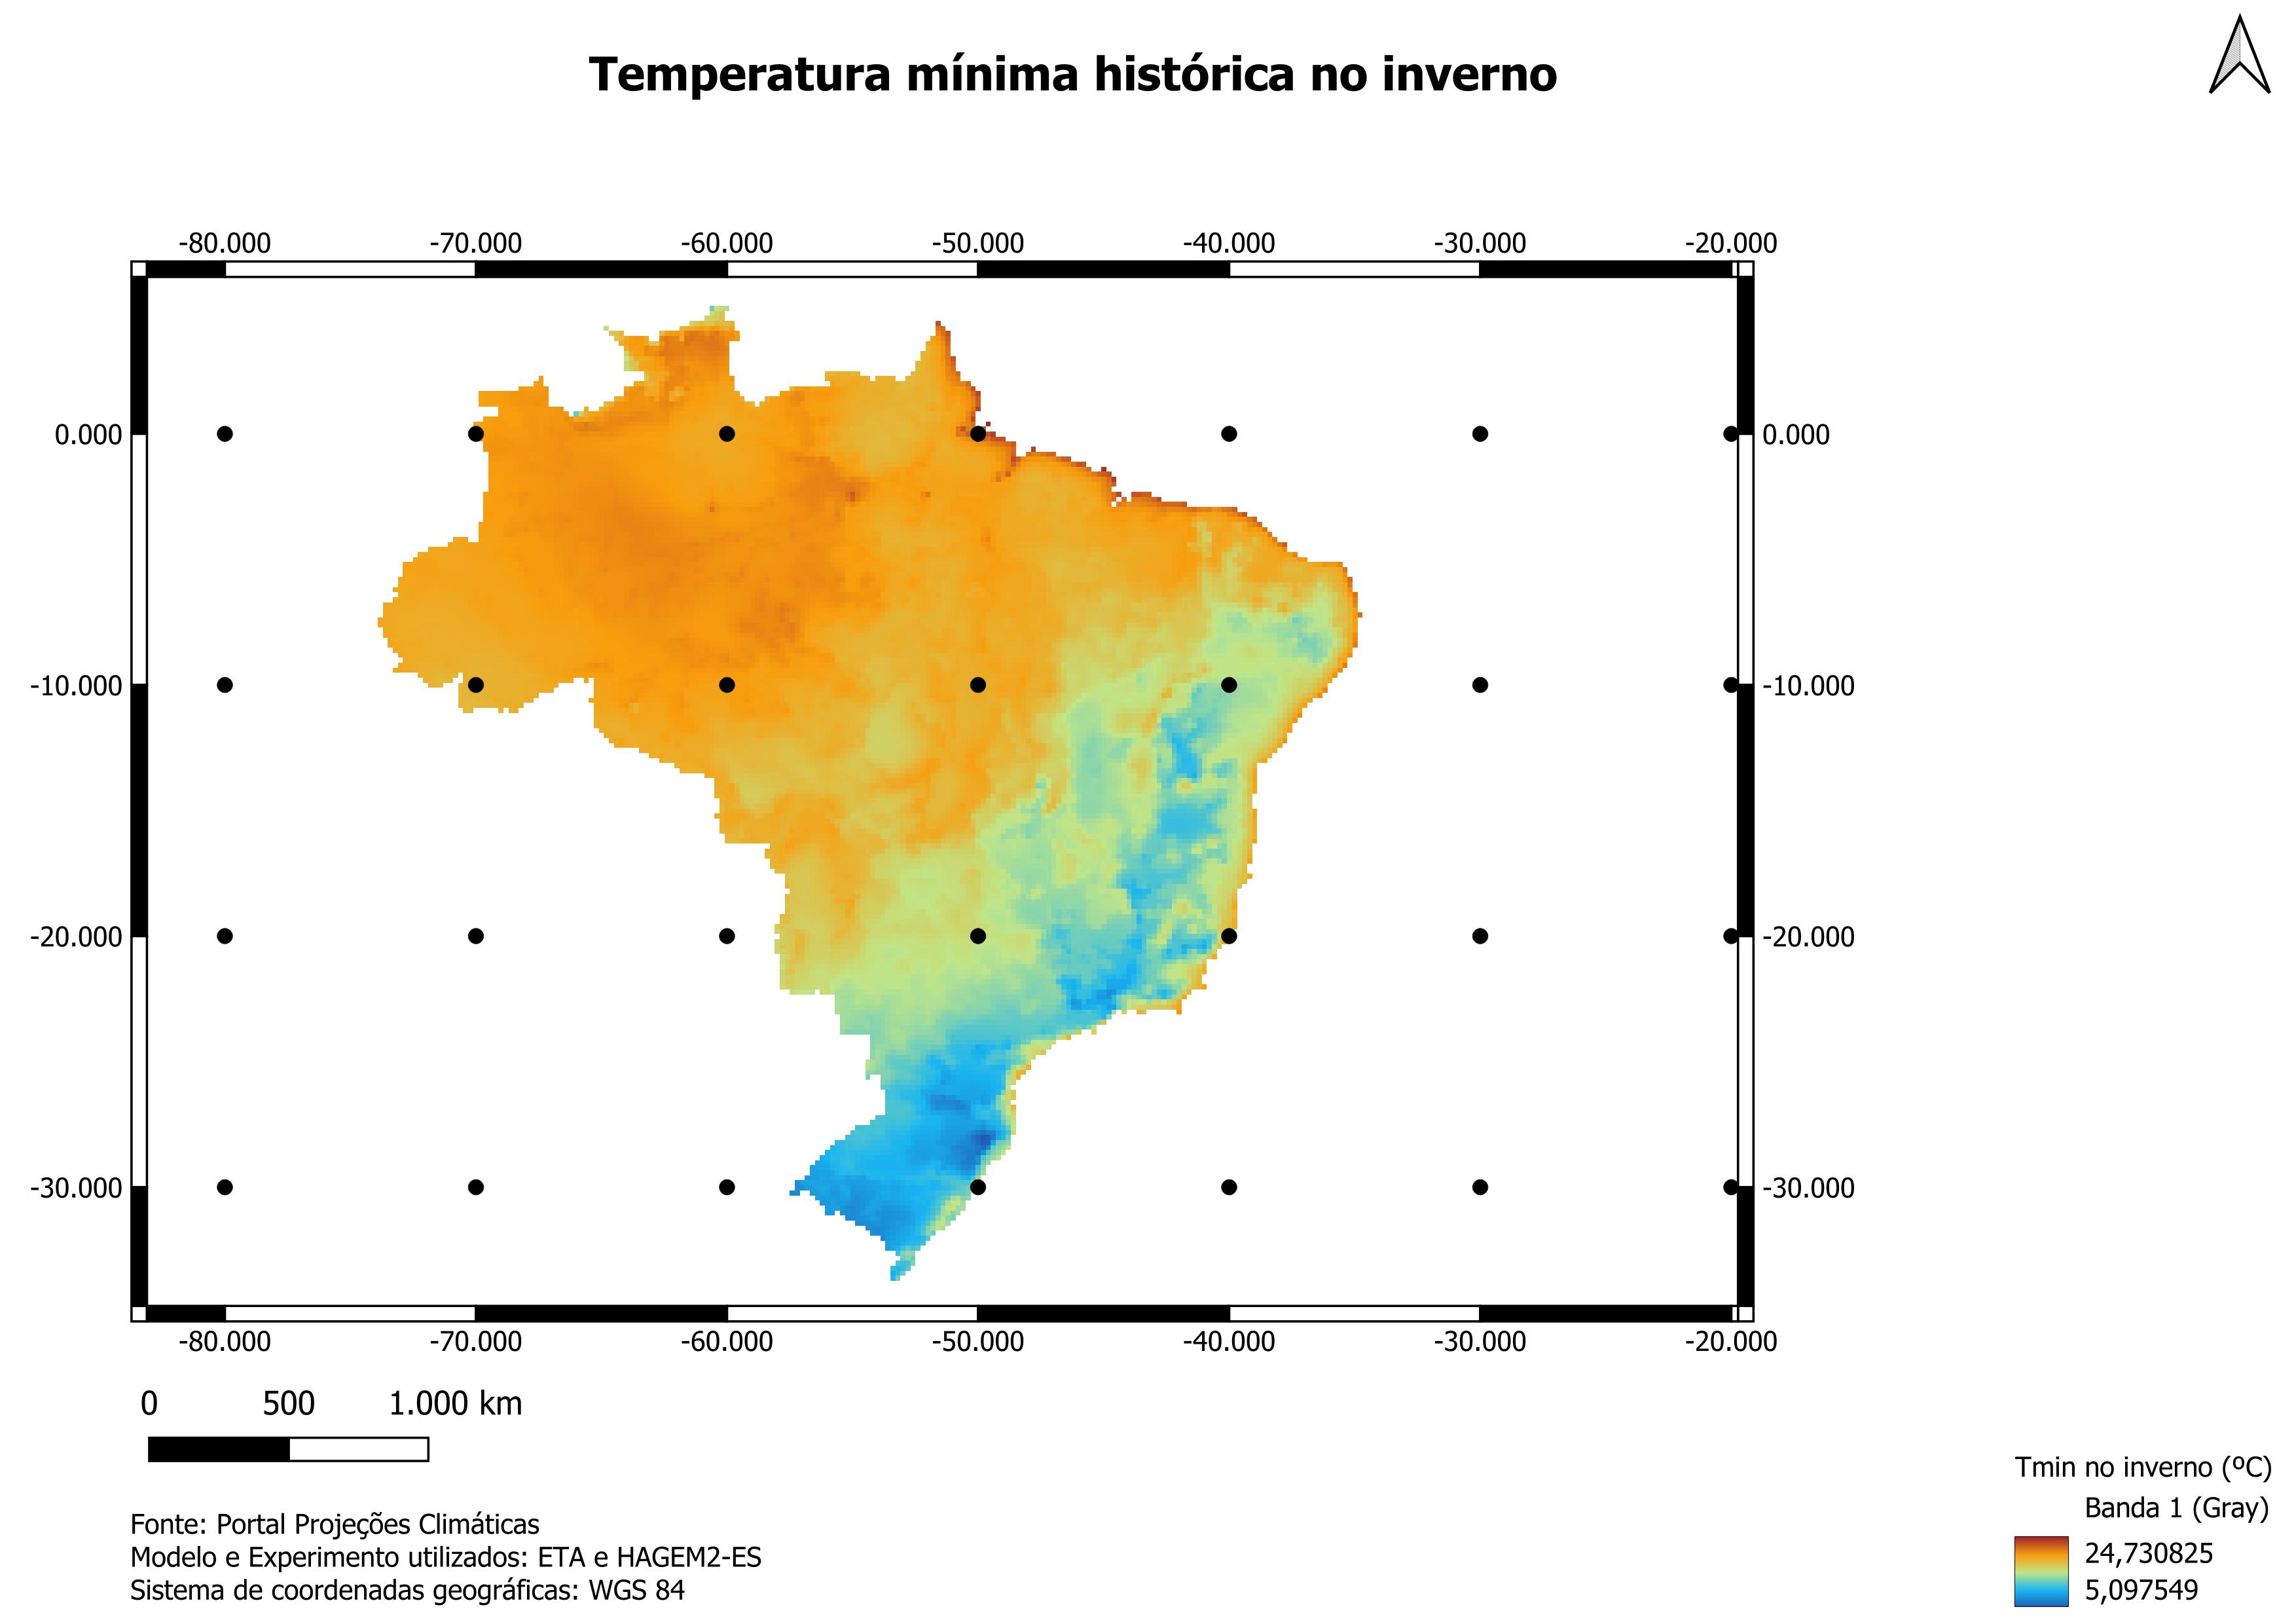 Temperatura mínima histórica no inverno
-80.000 -70.000 -60.000 -50.000 -40.000 -30.000 -20.000
0.000 0.000
-10.000 -10.000
-20.000 -20.000
-30.000 -30.000
-80.000 -70.000 -60.000 -50.000 -40.000 -30.000 -20.000
0 500 1.000 km
Fonte: Portal Projeções Climáticas
Modelo e Experimento utilizados: ETA e HAGEM2-ES
Sistema de coordenadas geográficas: WGS 84
Tmin no inverno (ºC)
Banda 1 (Gray)
24,730825
5,097549